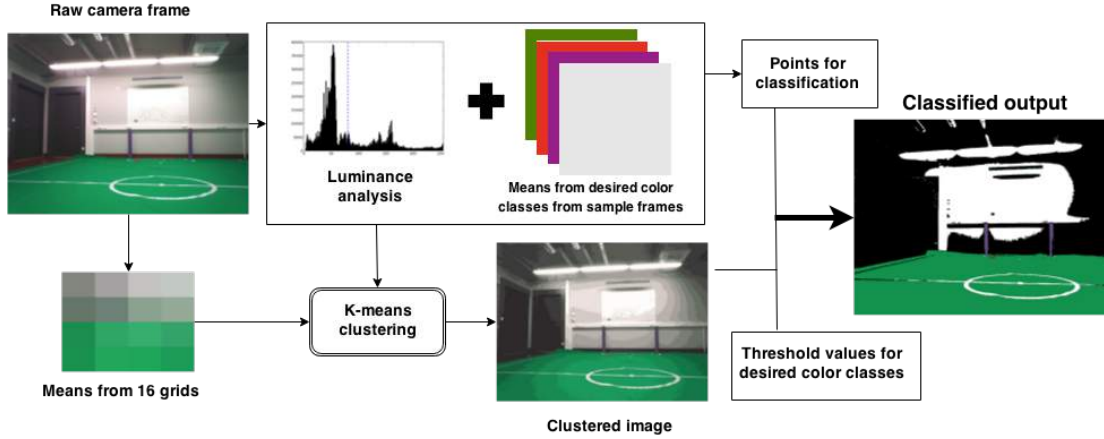 Raw camera frame
Luminance
analysis
Means from desired color
classes from sample frames
Points for
classification
Classified output
K-means
clustering
Means from 16 grids
Clustered image
Threshold values for
desired color classes